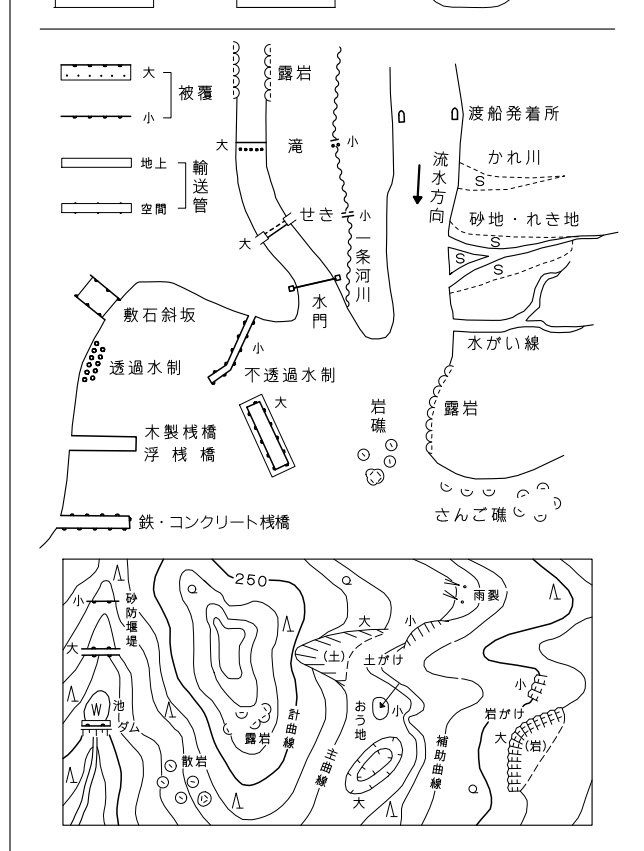 大
被覆
小
地上
輸送管
空間
露岩
大
滝
小
渡船発着所
かれ川
S
流水方向
砂地・れき地
S
S
S
せき
小
大
一条河川
水門
水がい線
敷石斜坂
透過水制
小
不透過水制
大
岩礁
露岩
木製桟橋
浮桟橋
さんご礁
鉄・コンクリート桟橋
250
小
砂防堰堤
大
W
池
ダム
散岩
露岩
計曲線
主曲線
大
小
(土)
土がけ
雨裂
おう地
小
大
補助曲線
小
岩がけ
大
(岩)